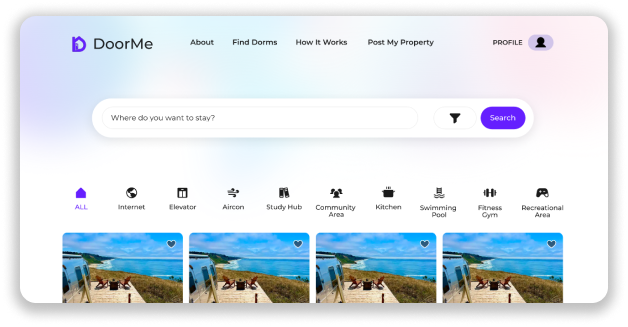 DoorMe
About Find Dorms How It Works Post My Property
PROFILE
Where do you want to stay?
Search
ALL
Internet
Elevator
Aircon
Study Hub
Community
Area
Kitchen
Swimming
Pool
Fitness
Gym
Recreational
Area